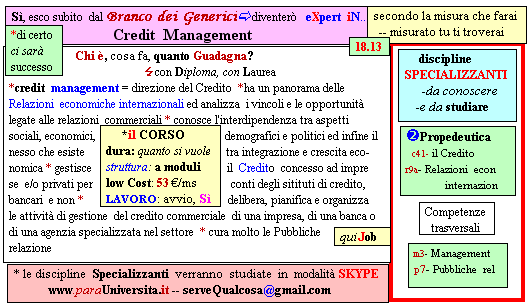 Sì, esco subito dal Branco dei Generici➪diventerò eXpert iN..
Credit Management
secondo la misura che farai
-- misurato tu ti troverai
*di certo
ci sarà
successo
18.13
Chi è, cosa fa, quanto Guadagna?
con Diploma, con Laurea
*credit management = direzione del Credito *ha un panorama delle
Relazioni economiche internazionali ed analizza i vincoli e le opportunità
legate alle relazioni commerciali * conosce l'interdipendenza tra aspetti
sociali, economici, demografici e politici ed infine il
nesso che esiste tra integrazione e crescita eco-
nomica * gestisce il Credito concesso ad impre
se e/o privati per conti degli sitituti di credito,
bancari e non * delibera, pianifica e organizza
le attività di gestione del credito commerciale di una impresa, di una banca o
di una agenzia specializzata nel settore * cura molto le Pubbliche
relazione
*il CORSO
dura: quanto si vuole
struttura: a moduli
low Cost: 53 €/ms
LAVORO: avvio, Sì
qui Job
discipline
SPECIALIZZANTI
-da conoscere
-e da studiare
❷Propedeutica
c41- il Credito
r9a- Relazioni econ
internazion
Competenze
trasversali
m3- Management
p7- Pubbliche rel
* le discipline Specializzanti verranno studiate in modalità SKYPE
www.paraUniversita.it -- serveQualcosa@gmail.com